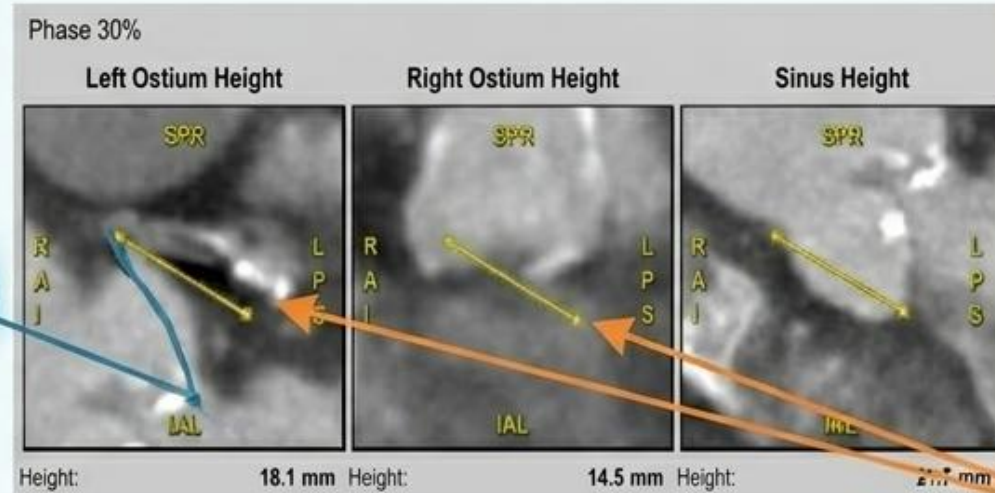 Phase 30%
Left Ostium Height
Right Ostium Height
Sinus Height
SPR
SPR
SPR
R
A
I
L
P
S
R
A
I
L
P
S
R
A
I
L
P
S
IAL
IAL
Height: 18.1 mm
Height: 14.5 mm
Height: mm